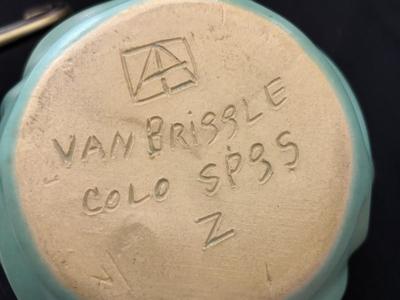 VAN BRIGGLE
COLO SPGS
Z